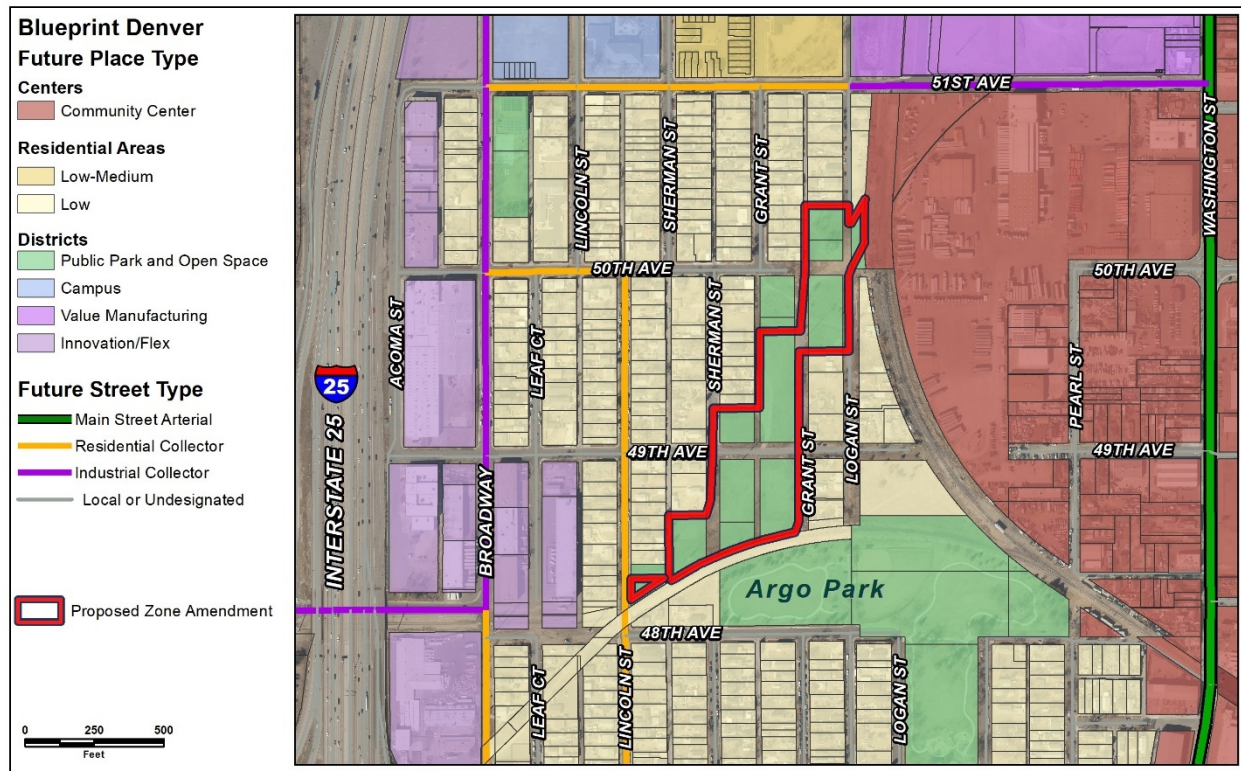 Blueprint Denver
Future Place Type
Centers
Community Center
Residential Areas
Low-Medium
Low
Districts
Public Park and Open Space
Campus
Value Manufacturing
Innovation/Flex
Future Street Type
Main Street Arterial
Residential Collector
Industrial Collector
Local or Undesignated
Proposed Zone Amendment
0 250 500
Feet
51ST AVE
WASHINGTON ST
LINCOLN ST
SHERMAN ST
GRANT ST
50TH AVE
50TH AVE
ACOMA ST
LEAF CT
SHERMAN ST
PEARL ST
25
INTERSTATE 25
BROADWAY
49TH AVE
GRANT ST
LOGAN ST
49TH AVE
Argo Park
48TH AVE
LEAF CT
LINCOLN ST
LOGAN ST